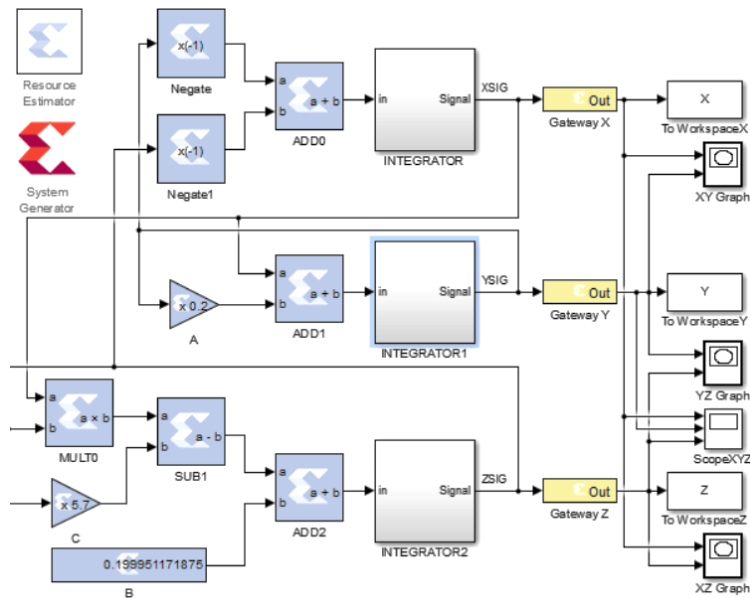 Resource
Estimator
System
Generator
x(-1)
Negate
x(-1)
Negate1
a
b
a + b
ADD0
in
Signal
INTEGRATOR
XSIG
Out
Gateway X
X
To WorkspaceX
XY Graph
x 0.2
A
a
b
a + b
ADD1
in
Signal
INTEGRATOR1
YSIG
Out
Gateway Y
Y
To WorkspaceY
YZ Graph
a
b
a × b
MULT0
a
b
a - b
SUB1
x 5.7
C
0.199951171875
B
a
b
a + b
ADD2
in
Signal
INTEGRATOR2
ZSIG
Out
Gateway Z
ScopeXYZ
Z
To WorkspaceZ
XZ Graph